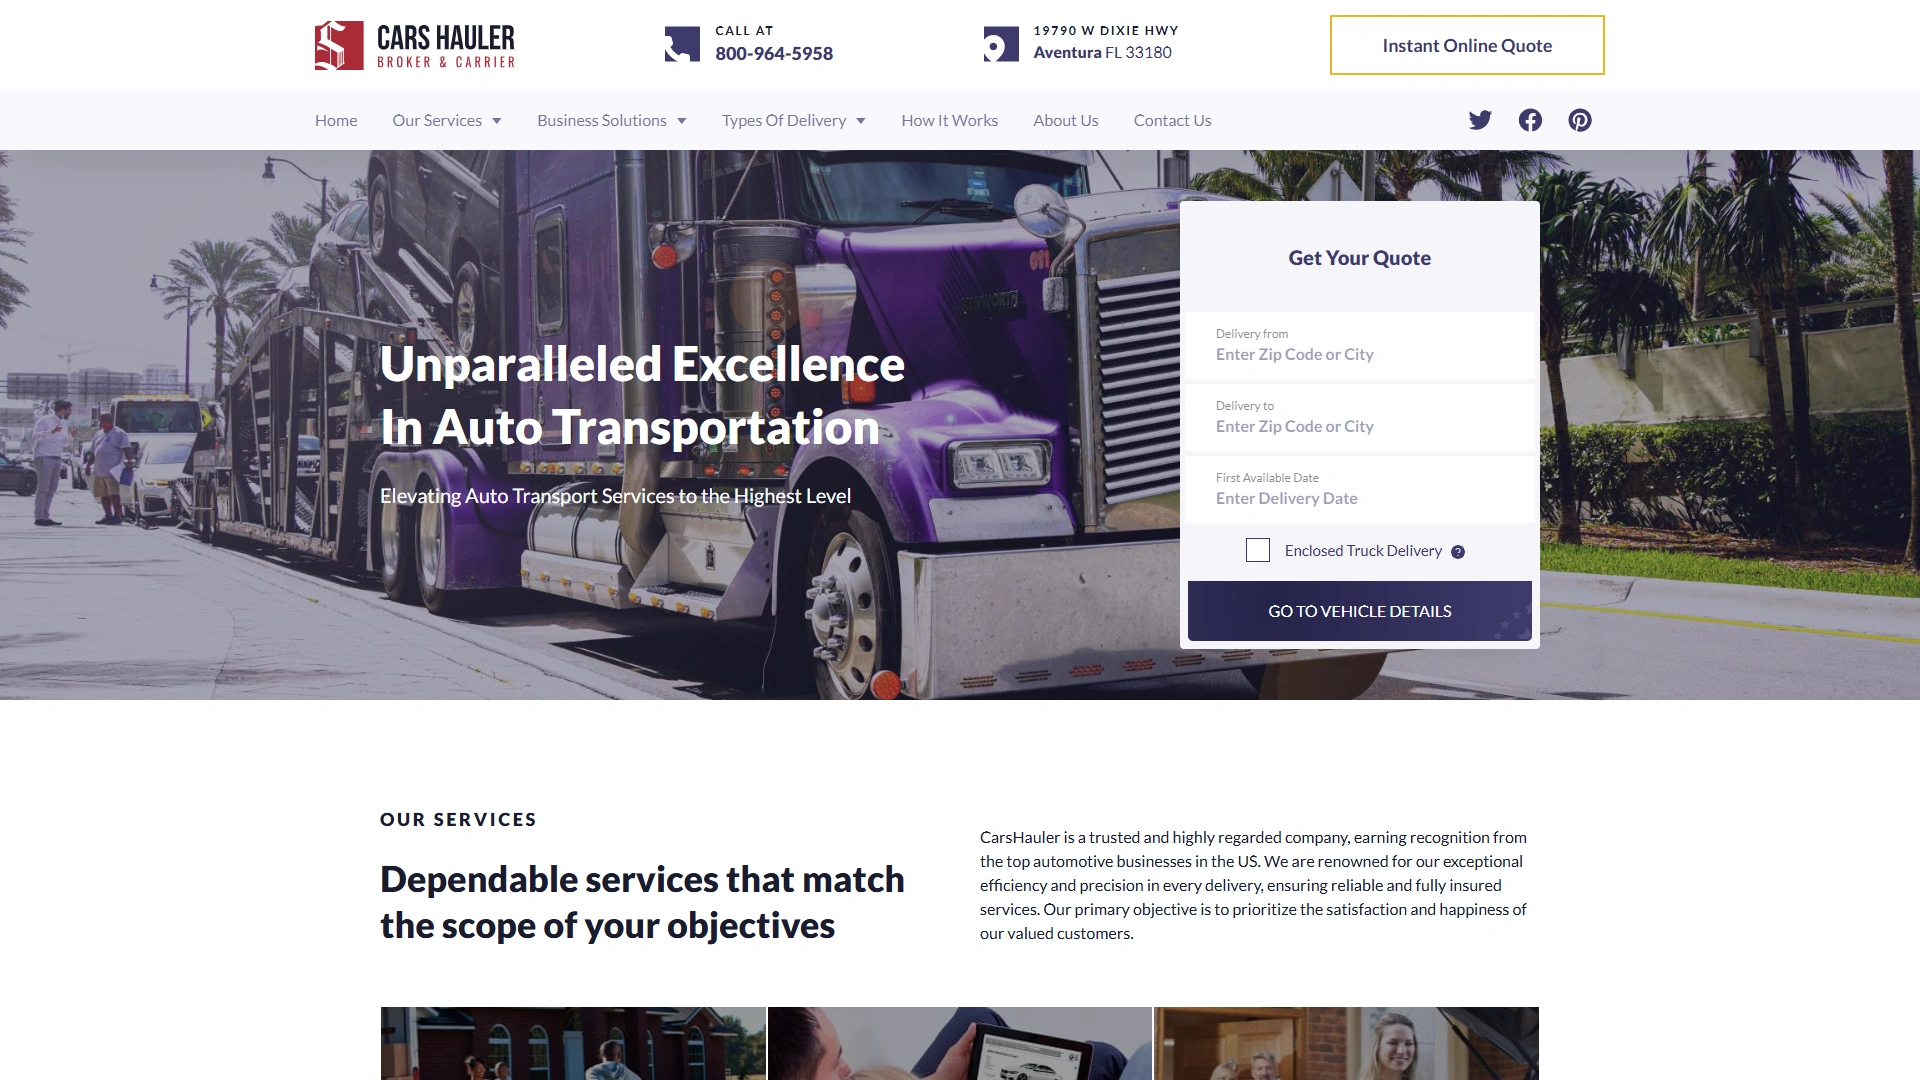 CARS HAULER
BROKER & CARRIER
CALL AT
800-964-5958
19790 W DIXIE HWY
Aventura FL 33180
Instant Online Quote
Home
Our Services
Business Solutions
Types Of Delivery
How It Works
About Us
Contact Us
Unparalleled Excellence
In Auto Transportation
Elevating Auto Transport Services to the Highest Level
611
KENWORTH
Get Your Quote
Delivery from
Enter Zip Code or City
Delivery to
Enter Zip Code or City
First Available Date
Enter Delivery Date
Enclosed Truck Delivery ?
GO TO VEHICLE DETAILS
OUR SERVICES
Dependable services that match
the scope of your objectives
CarsHauler is a trusted and highly regarded company, earning recognition from
the top automotive businesses in the US. We are renowned for our exceptional
efficiency and precision in every delivery, ensuring reliable and fully insured
services. Our primary objective is to prioritize the satisfaction and happiness of
our valued customers.